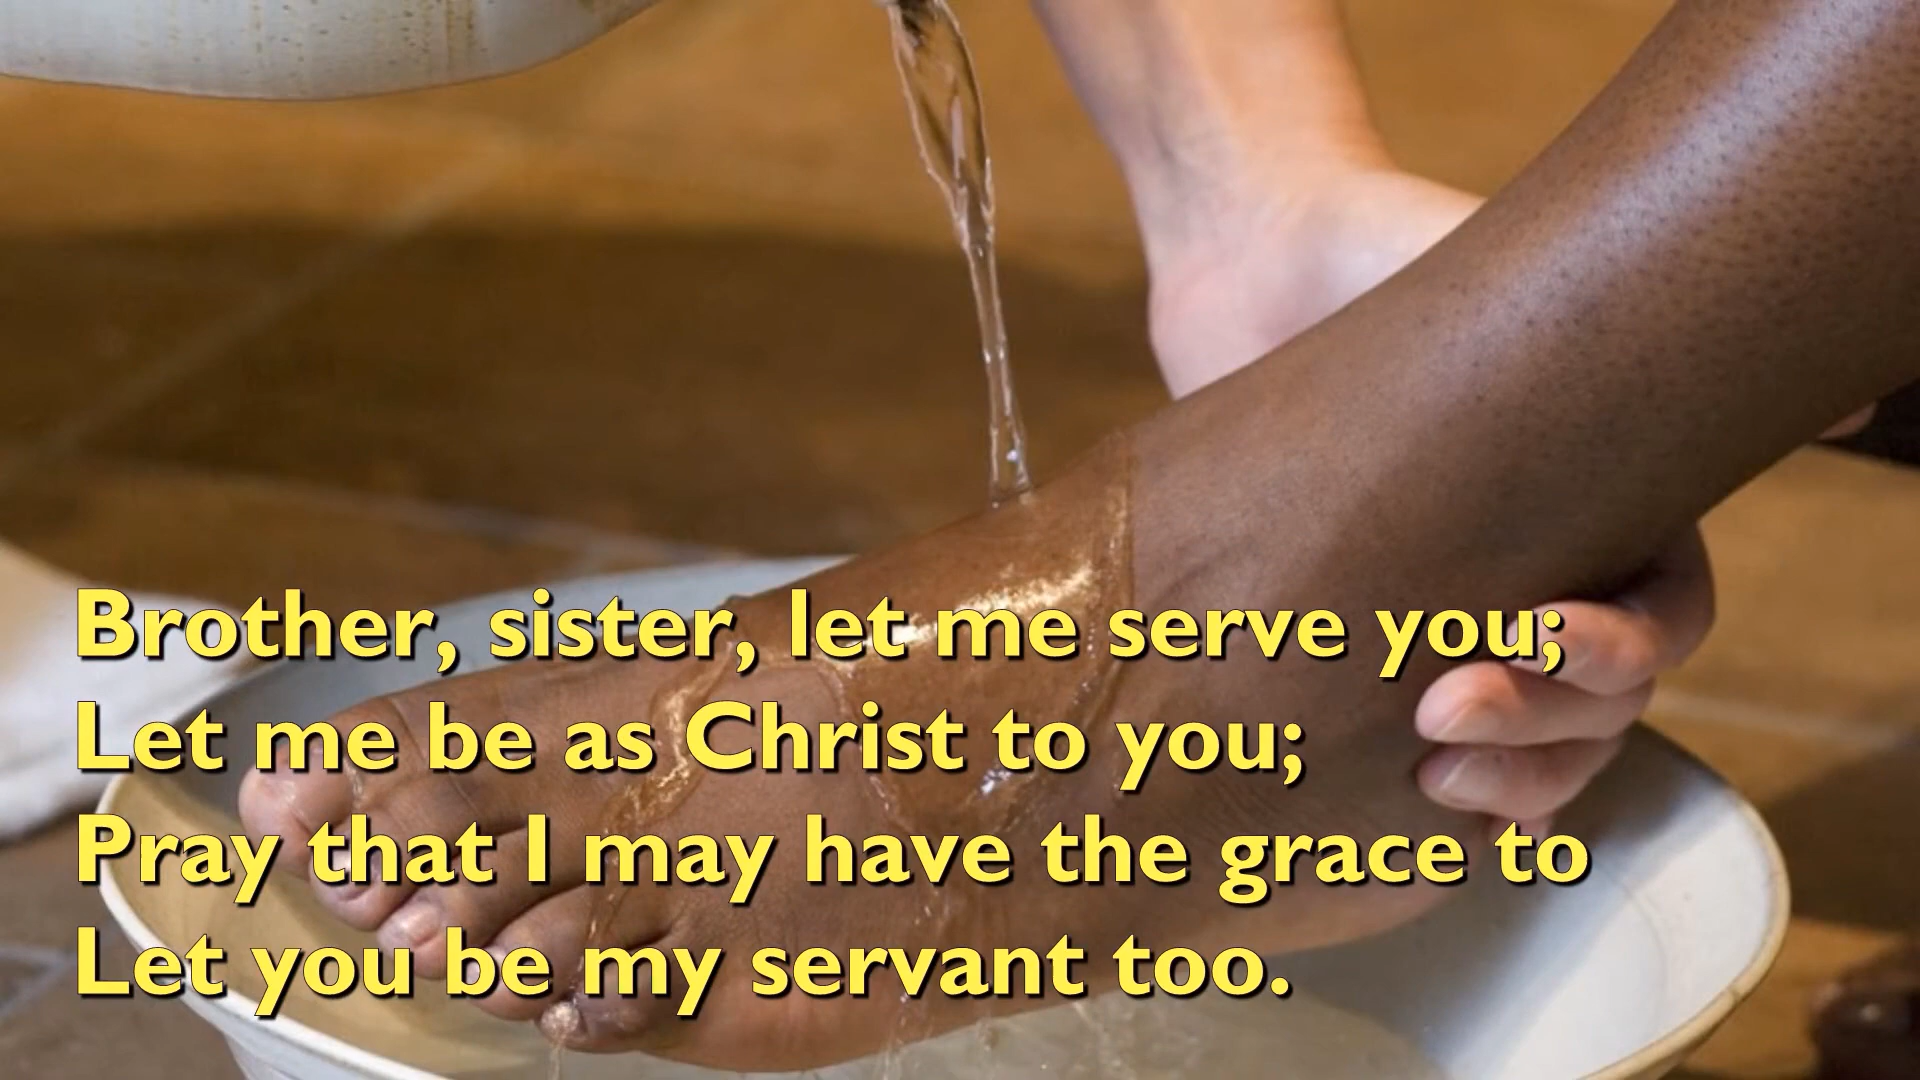 Brother, sister, let me serve you;
Let me be as Christ to you;
Pray that I may have the grace to
Let you be my servant too.